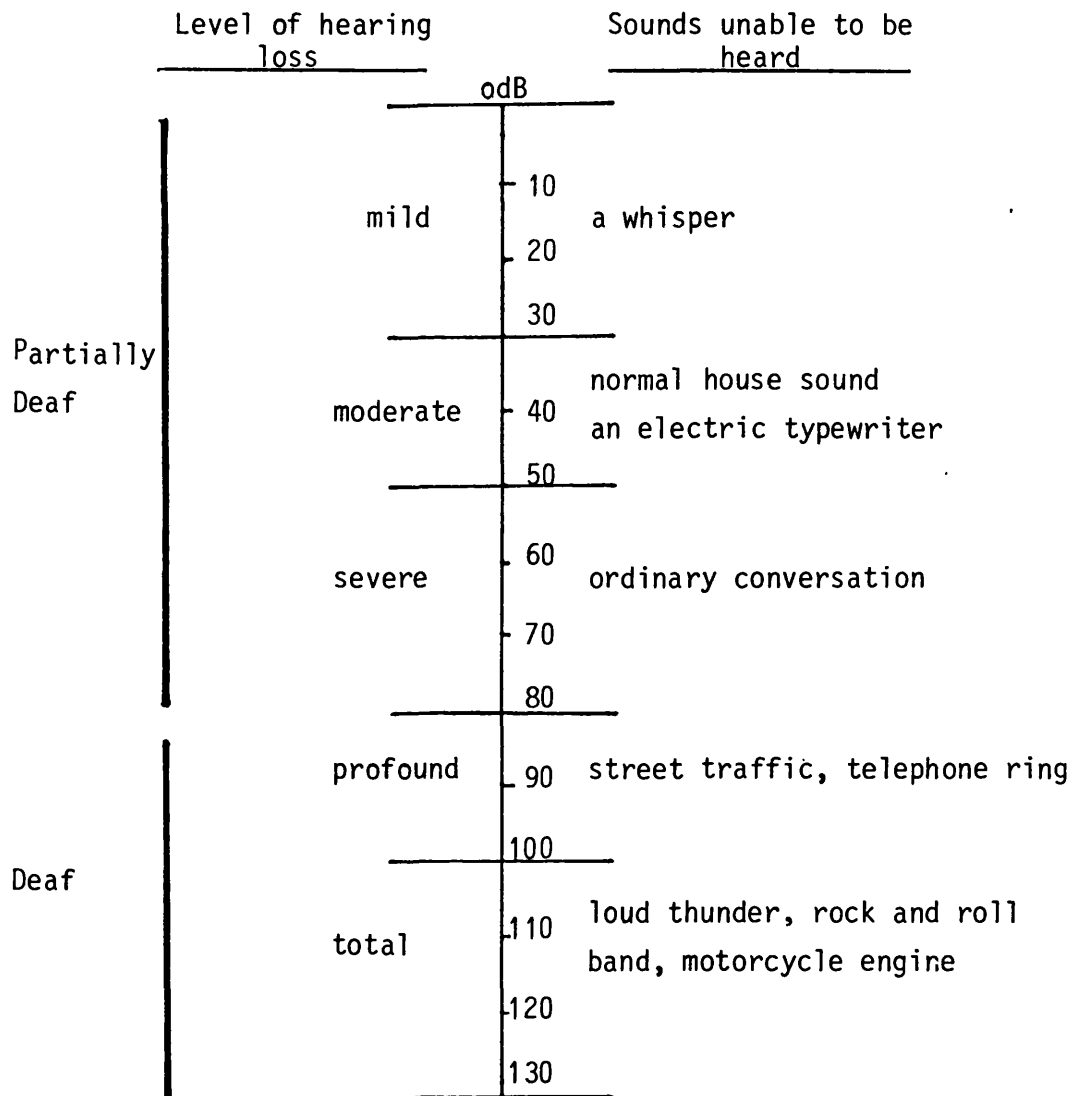 Level of hearing loss
Sounds unable to be heard
odB
10
mild
a whisper
20
30
Partially
Deaf
normal house sound
moderate
40
an electric typewriter
50
60
severe
ordinary conversation
70
80
profound
90
street traffic, telephone ring
100
Deaf
loud thunder, rock and roll
110
total
band, motorcycle engine
120
130